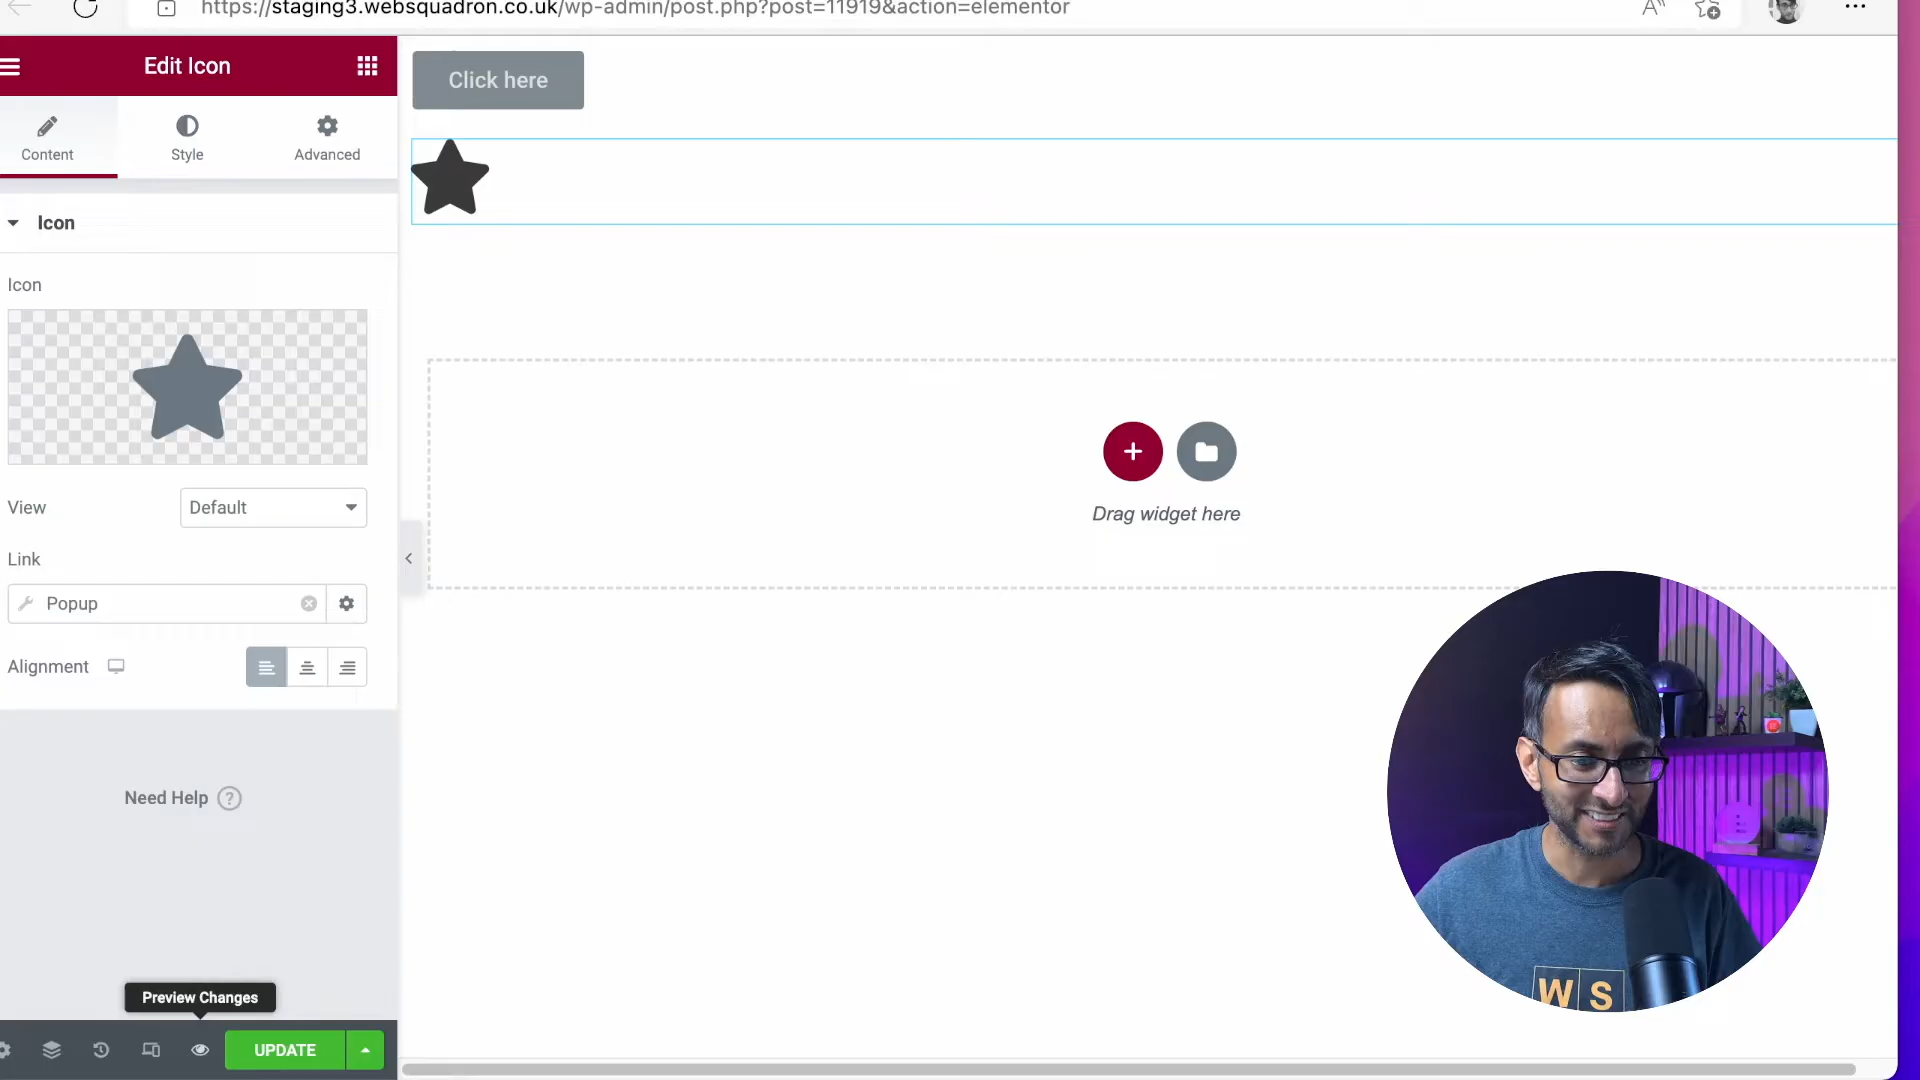 https://staging3.websquadron.co.uk/wp-admin/post.php?post=11919&action=elementor
Edit Icon
Click here
Content
Style
Advanced
Icon
Icon
View
Default
Link
Popup
Alignment
Drag widget here
Need Help
Preview Changes
UPDATE
W S